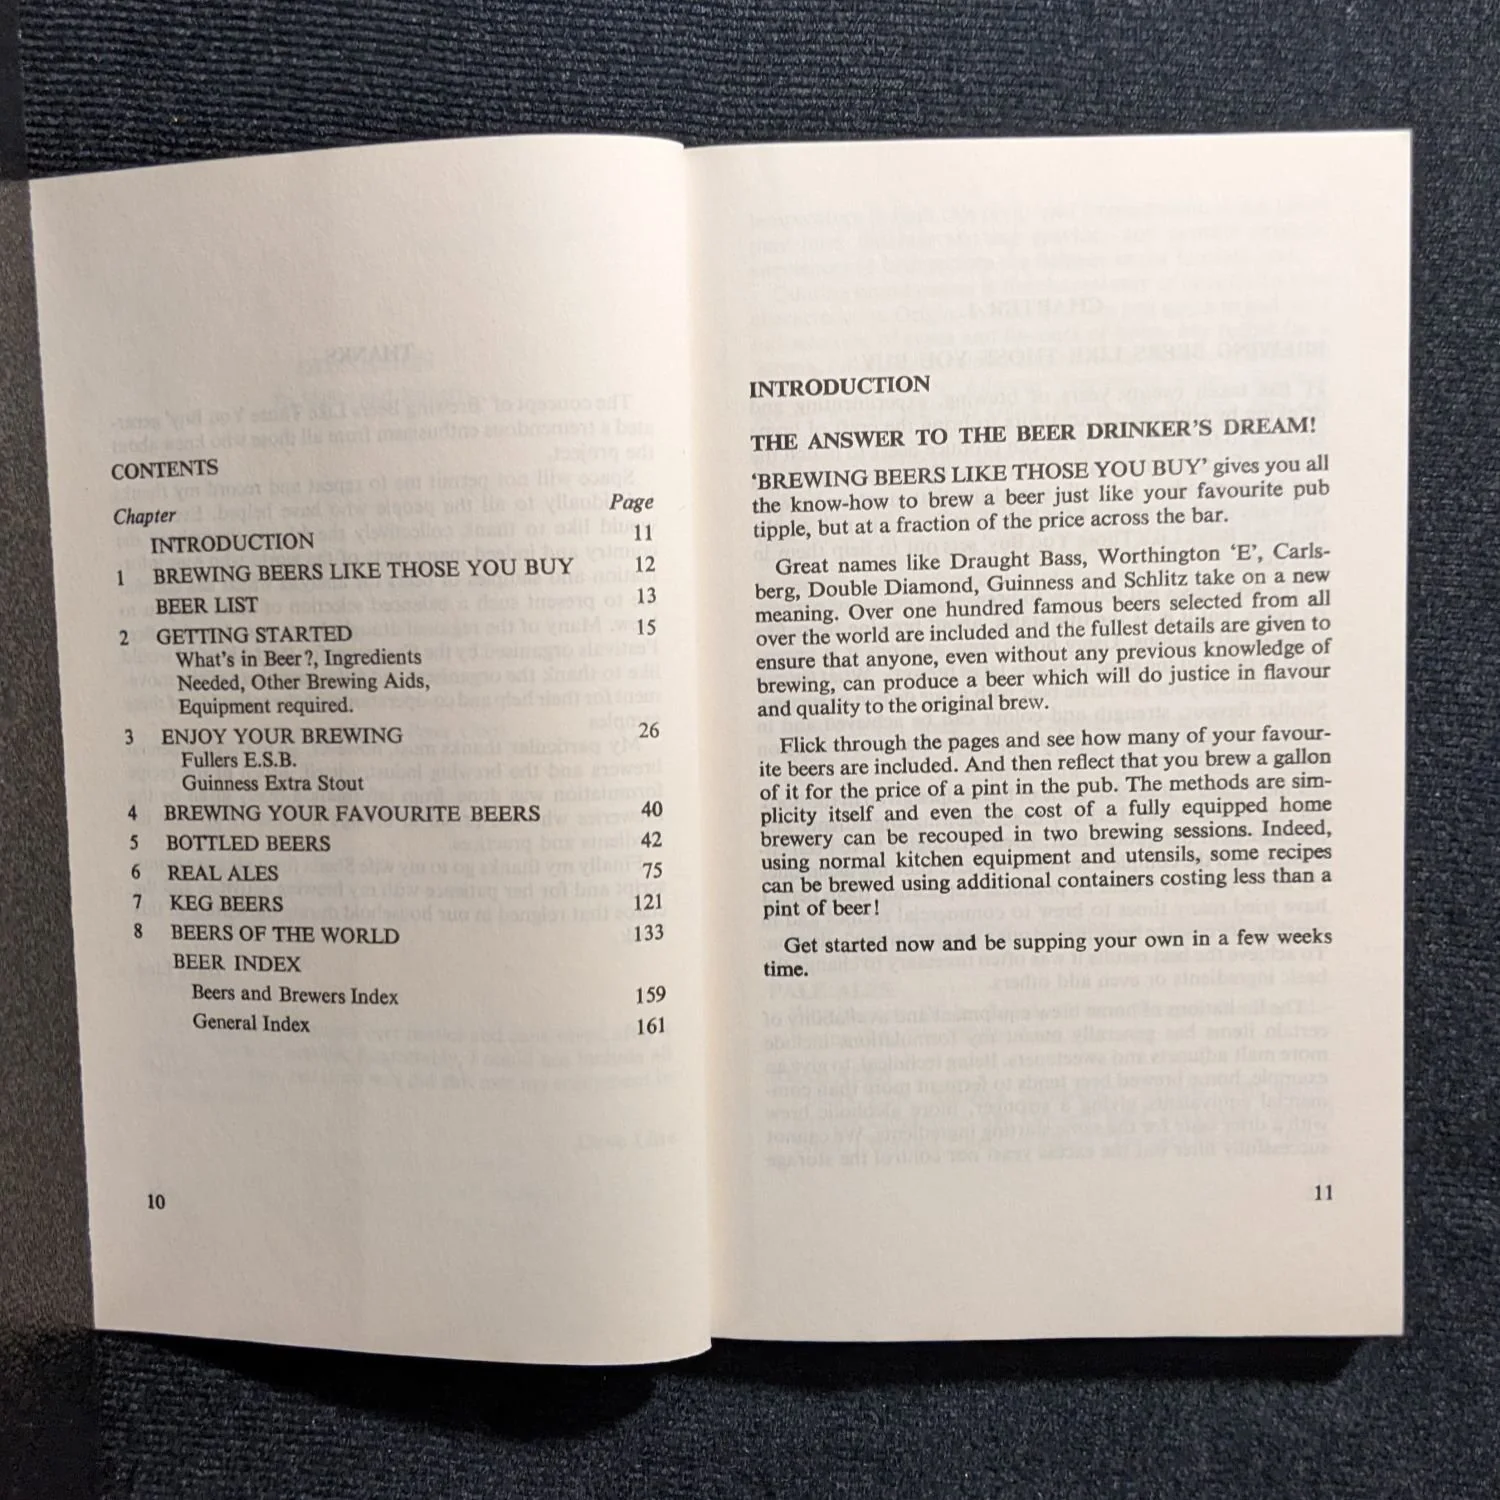 CONTENTS
Chapter Page
INTRODUCTION 11
1 BREWING BEERS LIKE THOSE YOU BUY 12
BEER LIST 13
2 GETTING STARTED 15
What's in Beer?, Ingredients
Needed, Other Brewing Aids,
Equipment required.
3 ENJOY YOUR BREWING 26
Fullers E.S.B.
Guinness Extra Stout
4 BREWING YOUR FAVOURITE BEERS 40
5 BOTTLED BEERS 42
6 REAL ALES 75
7 KEG BEERS 121
8 BEERS OF THE WORLD 133
BEER INDEX
Beers and Brewers Index 159
General Index 161
10
INTRODUCTION
THE ANSWER TO THE BEER DRINKER'S DREAM!
‘BREWING BEERS LIKE THOSE YOU BUY’ gives you all
the know-how to brew a beer just like your favourite pub
tipple, but at a fraction of the price across the bar.
Great names like Draught Bass, Worthington ‘E’, Carls-
berg, Double Diamond, Guinness and Schlitz take on a new
meaning. Over one hundred famous beers selected from all
over the world are included and the fullest details are given to
ensure that anyone, even without any previous knowledge of
brewing, can produce a beer which will do justice in flavour
and quality to the original brew.
Flick through the pages and see how many of your favour-
ite beers are included. And then reflect that you brew a gallon
of it for the price of a pint in the pub. The methods are sim-
plicity itself and even the cost of a fully equipped home
brewery can be recouped in two brewing sessions. Indeed,
using normal kitchen equipment and utensils, some recipes
can be brewed using additional containers costing less than a
pint of beer!
Get started now and be supping your own in a few weeks
time.
11